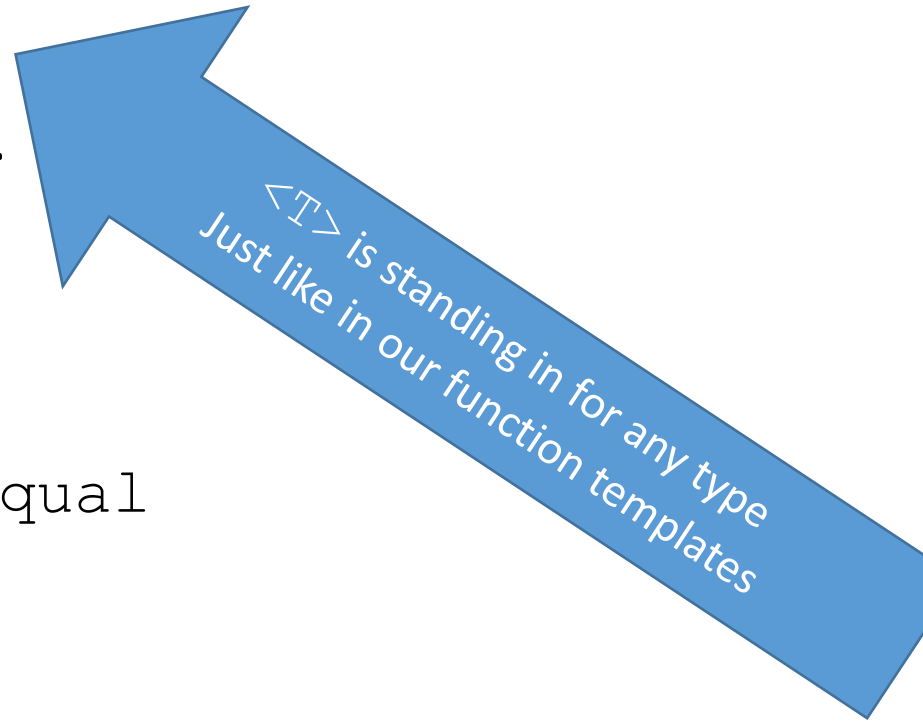 .
<T> is standing in for any type
Just like in our function templates
qual